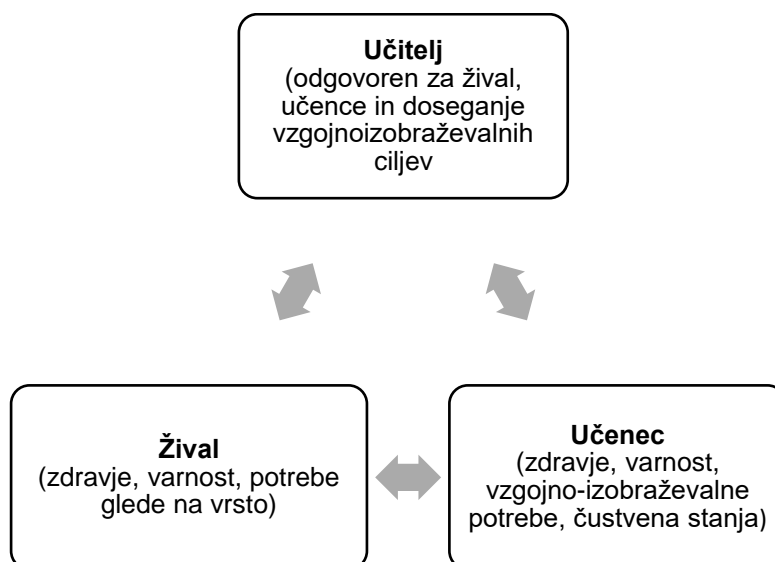 Učitelj
(odgovoren za žival,
učence in doseganje
vzgojnoizobraževalnih
ciljev
Žival
(zdravje, varnost, potrebe
glede na vrsto)
Učenec
(zdravje, varnost,
vzgojno-izobraževalne
potrebe, čustvena stanja)